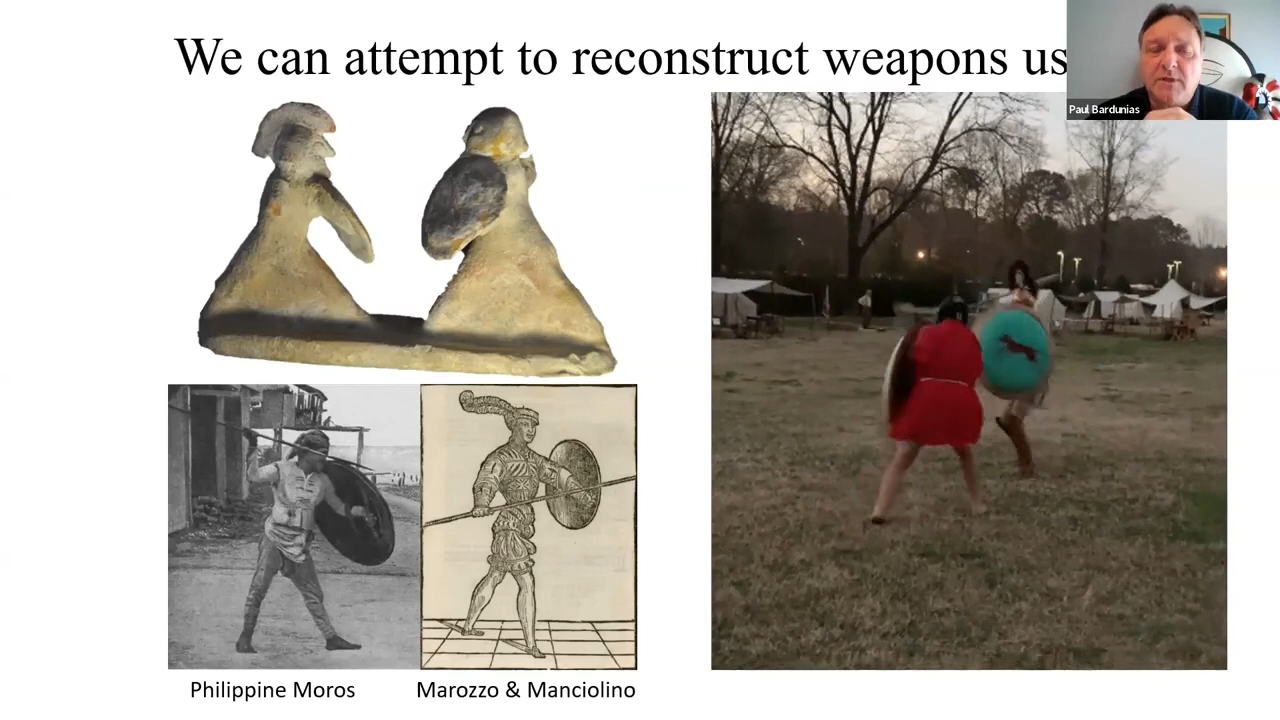 We can attempt to reconstruct weapons us
Paul Bardunias
Philippine Moros
Marozzo & Manciolino